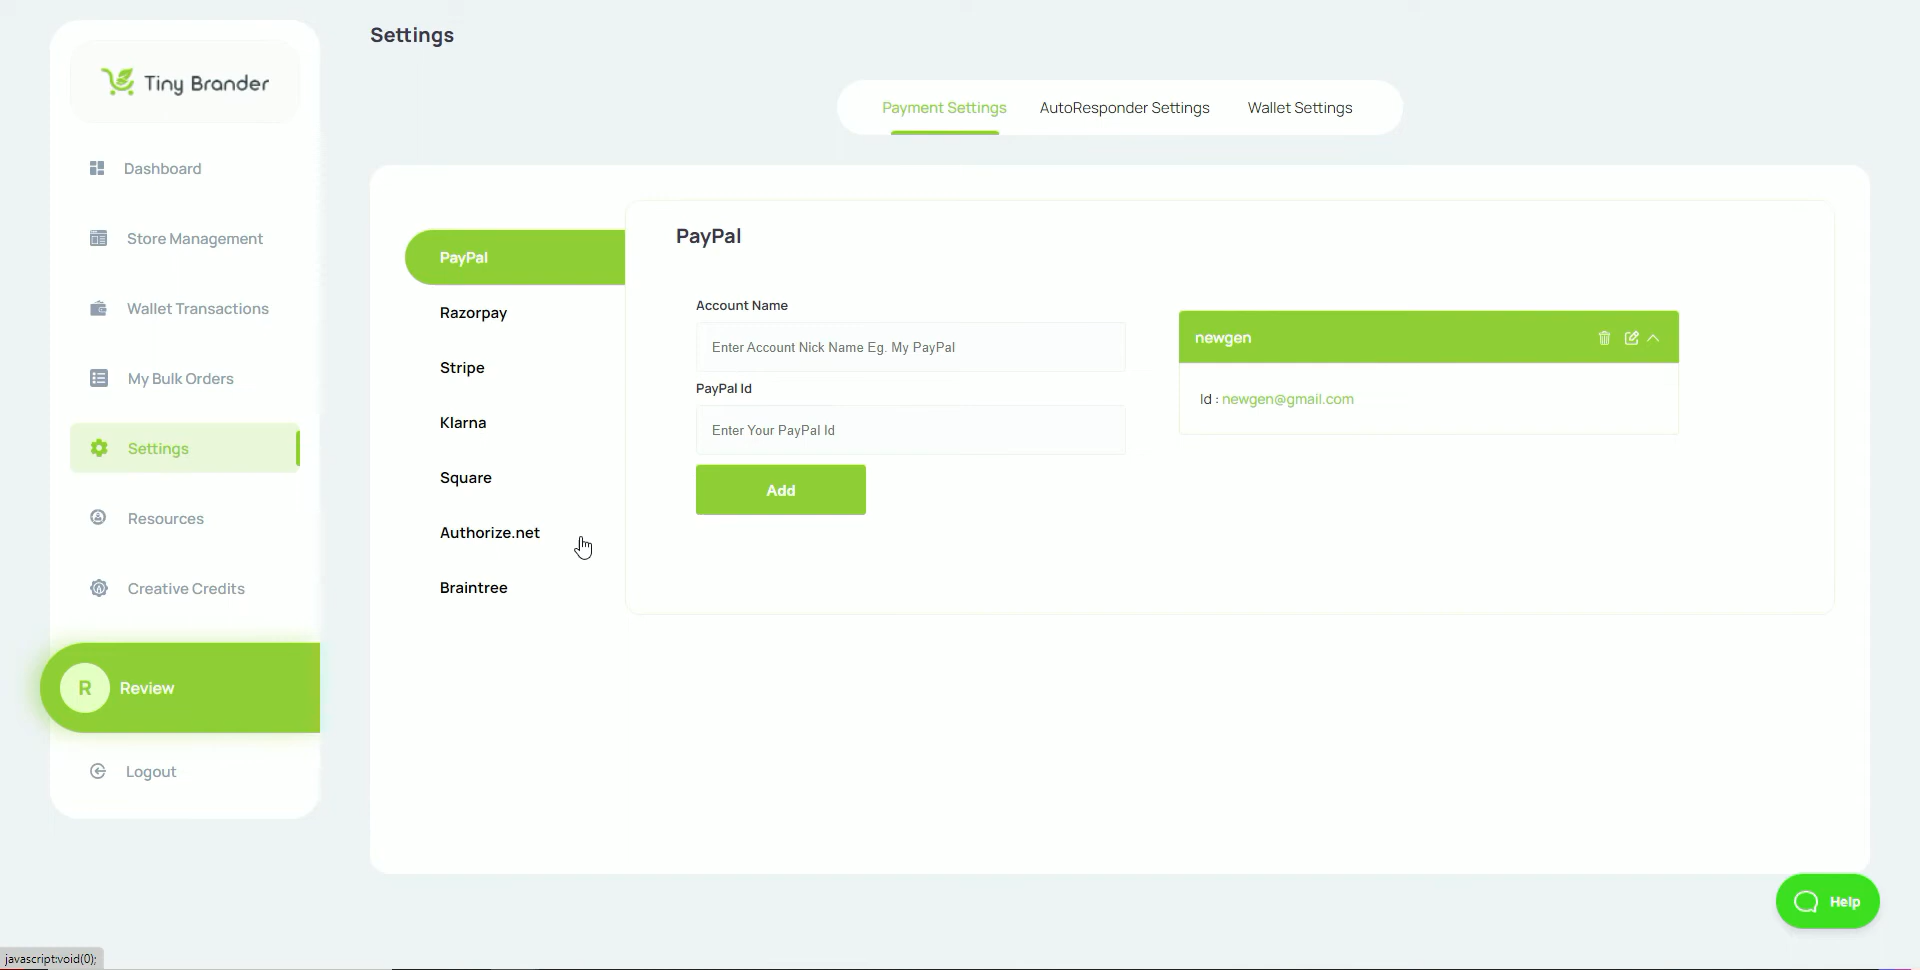 Settings
Tiny Brander
Payment Settings
AutoResponder Settings
Wallet Settings
Dashboard
Store Management
Wallet Transactions
My Bulk Orders
Settings
Resources
Creative Credits
R
Review
Logout
PayPal
Razorpay
Stripe
Klarna
Square
Authorize.net
Braintree
PayPal
Account Name
Enter Account Nick Name Eg. My PayPal
PayPal Id
Enter Your PayPal Id
Add
newgen
Id : newgen@gmail.com
Help
javascript:void(0);